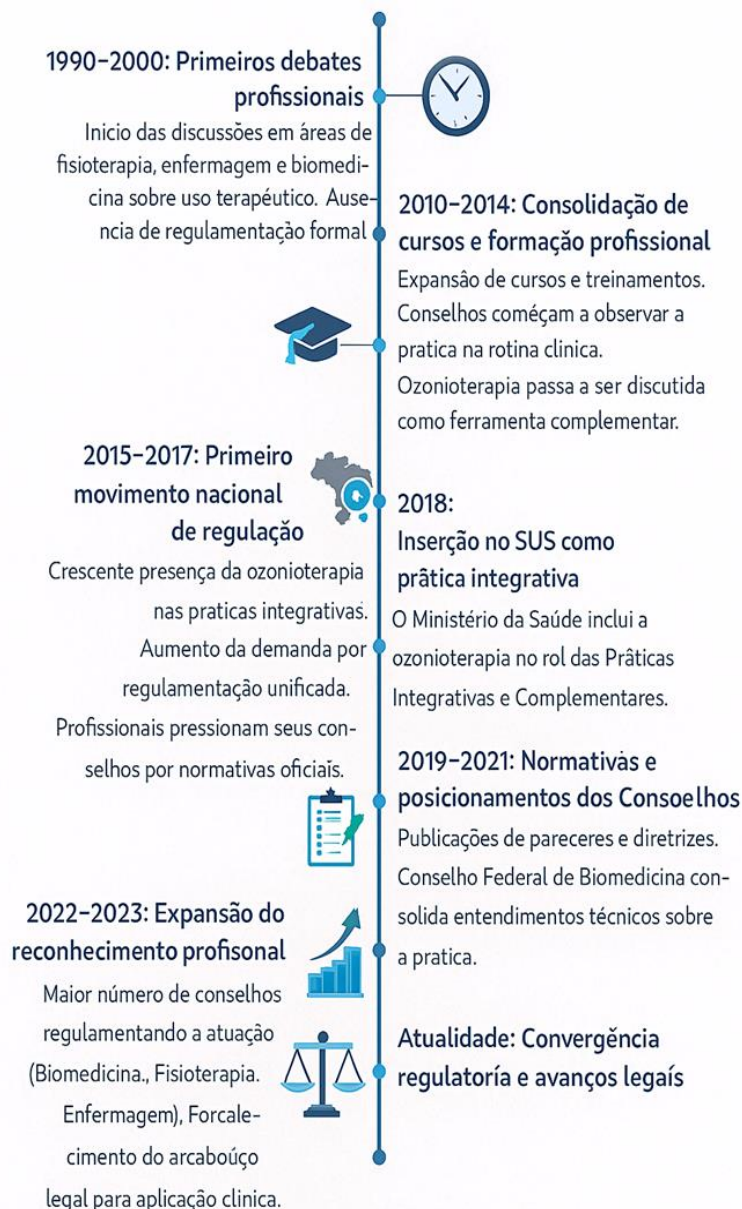 1990–2000: Primeiros debates
profissionais
Inicio das discussões em áreas de
fisioterapia, enfermagem e biomedi-
cina sobre uso terapéutico. Ause-
ncia de regulamentação formal
2010–2014: Consolidação de
cursos e formação profissional
Expansâo de cursos e treinamentos.
Conselhos coméçam a observar a
pratica na rotina clinica.
Ozonioterapia passa a ser discutida
como ferramenta complementar.
2015–2017: Primeiro
movimento nacional
de regulação
Crescente presença da ozonioterapia
nas praticas integrativas.
Aumento da demanda por
regulamentação unificada.
Profissionais pressionam seus con-
selhos por normativas oficiais.
2018:
Inserção no SUS como
prâtica integrativa
O Ministério da Saúde inclui a
ozonioterapia no rol das Prâticas
Integrativas e Complementares.
2019–2021: Normativas e
posicionamentos dos Consoelhos
Publicações de pareceres e diretrizes.
Conselho Federal de Biomedicina con-
solida entendimentos técnicos sobre
a pratica.
2022–2023: Expansão do
reconhecimento profisonal
Maior número de conselhos
regulamentando a atuação
(Biomedicina., Fisioterapia.
Enfermagem), Forcale-
cimento do arcaboúço
legal para aplicação clinica.
Atualidade: Convergência
regulatoría e avanços legaís